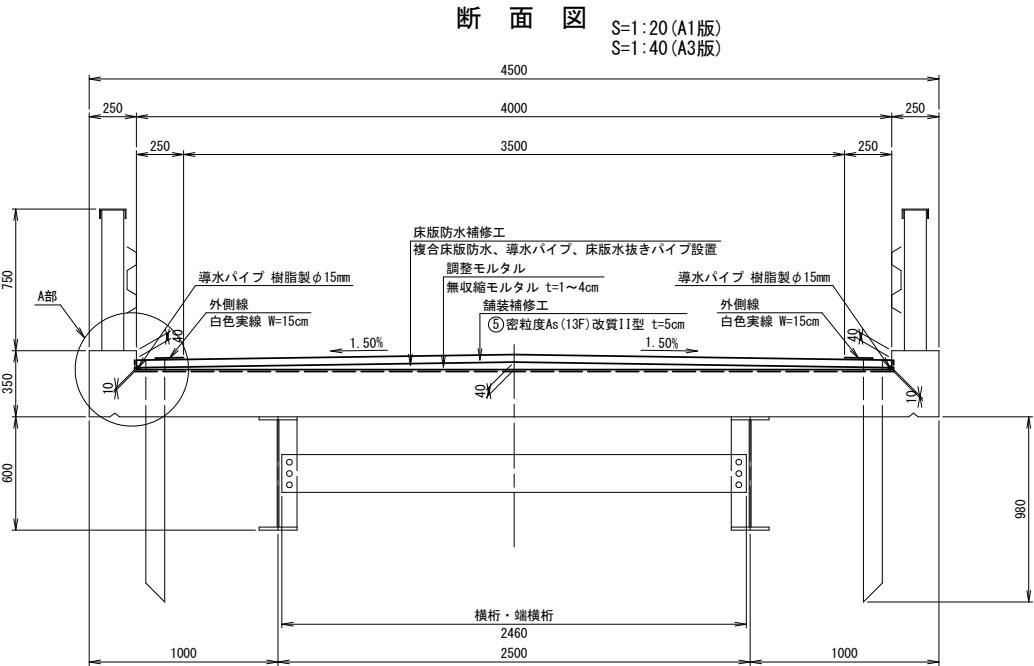 断面図
S=1:20(A1版)
S=1:40(A3版)
4500
250
4000
250
250
3500
250
750
床版防水補修工
複合床版防水、導水パイプ、床版水抜きパイプ設置
調整モルタル
無収縮モルタル t=1～4cm
舗装補修工
⑤密粒度As(13F)改質II型 t=5cm
導水パイプ 樹脂製φ15mm
外側線
白色実線 W=15cm
導水パイプ 樹脂製φ15mm
外側線
白色実線 W=15cm
A部
40
1.50%
1.50%
40
350
10
40
10
600
980
横桁・端横桁
2460
1000
2500
1000